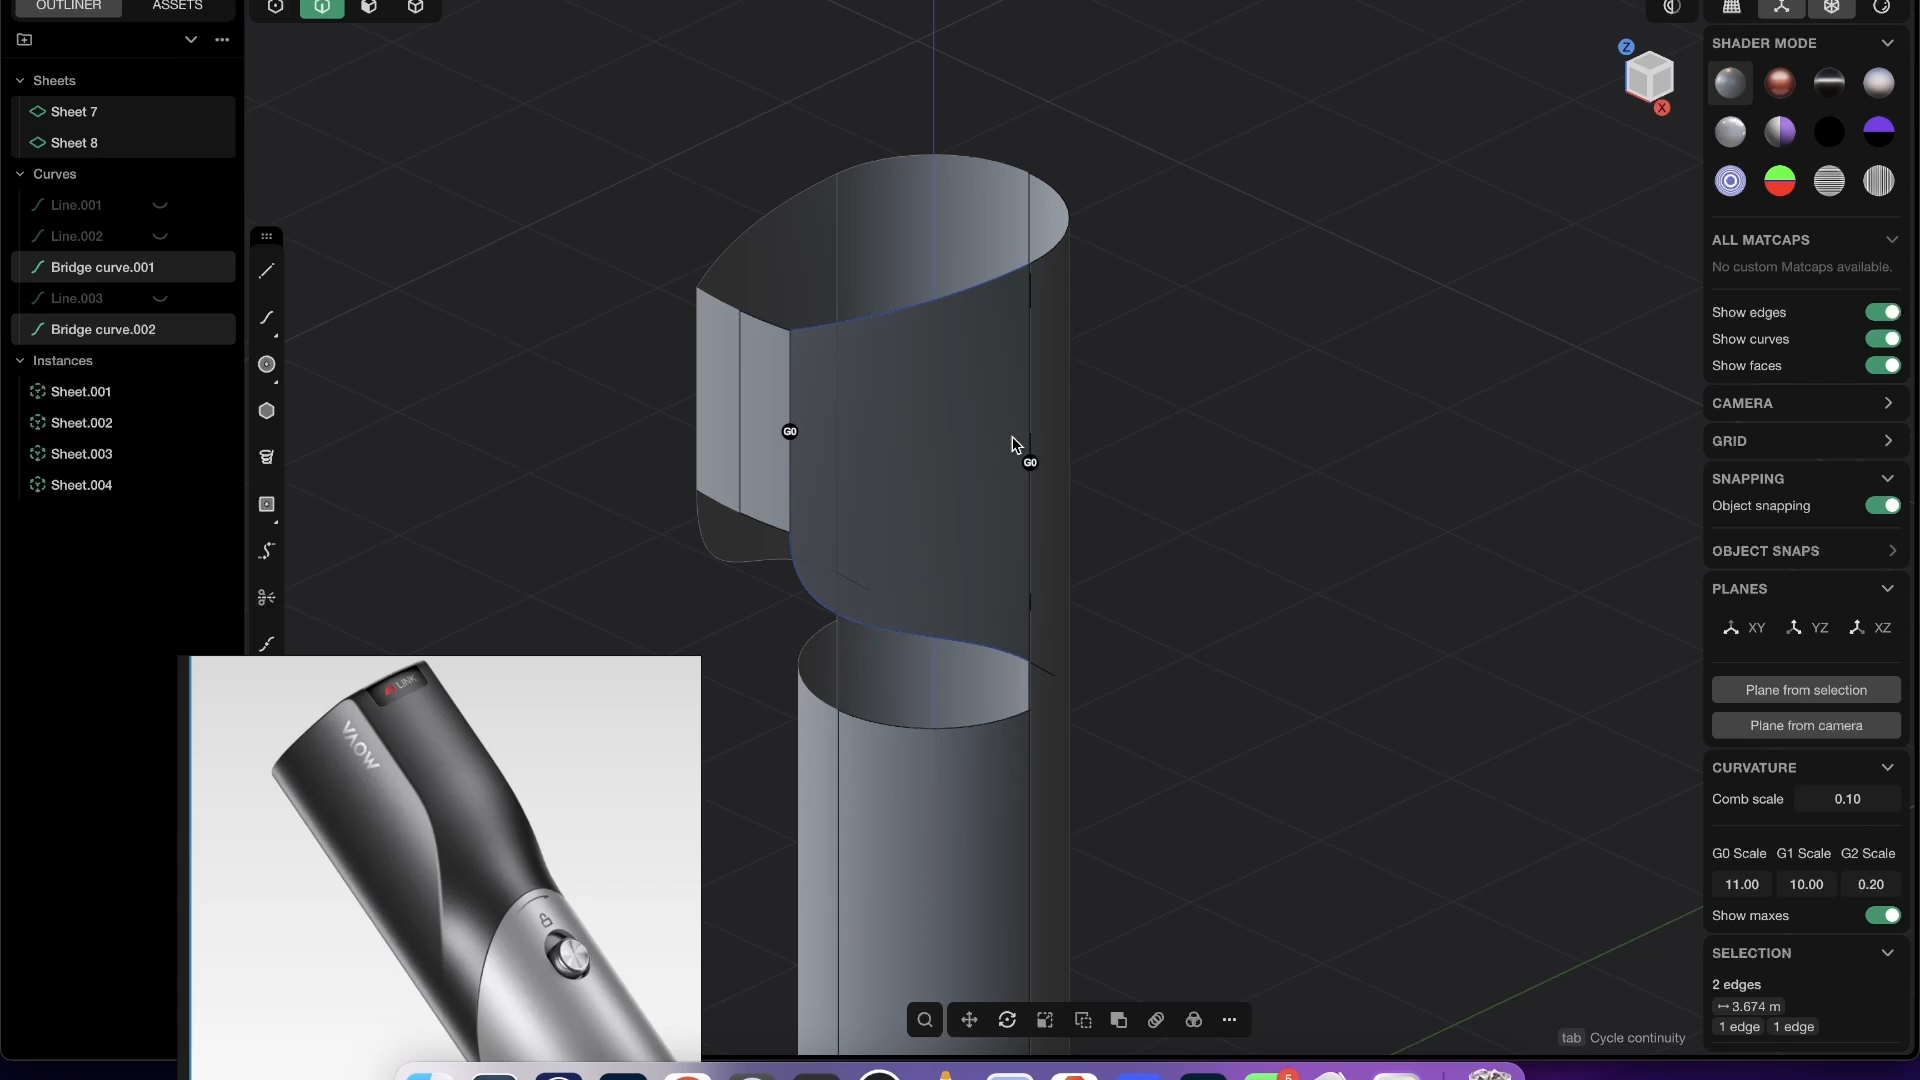 OUTLINER
ASSETS
Sheets
Sheet 7
Sheet 8
Curves
Line.001
Line.002
Bridge curve.001
Line.003
Bridge curve.002
Instances
Sheet.001
Sheet.002
Sheet.003
Sheet.004
G0
G0
Z
X
LINK
VAOW
tab Cycle continuity
SHADER MODE
ALL MATCAPS
No custom Matcaps available.
Show edges
Show curves
Show faces
CAMERA
GRID
SNAPPING
Object snapping
OBJECT SNAPS
PLANES
XY YZ XZ
Plane from selection
Plane from camera
CURVATURE
Comb scale 0.10
G0 Scale G1 Scale G2 Scale
11.00 10.00 0.20
Show maxes
SELECTION
2 edges
3.674 m
1 edge 1 edge
5